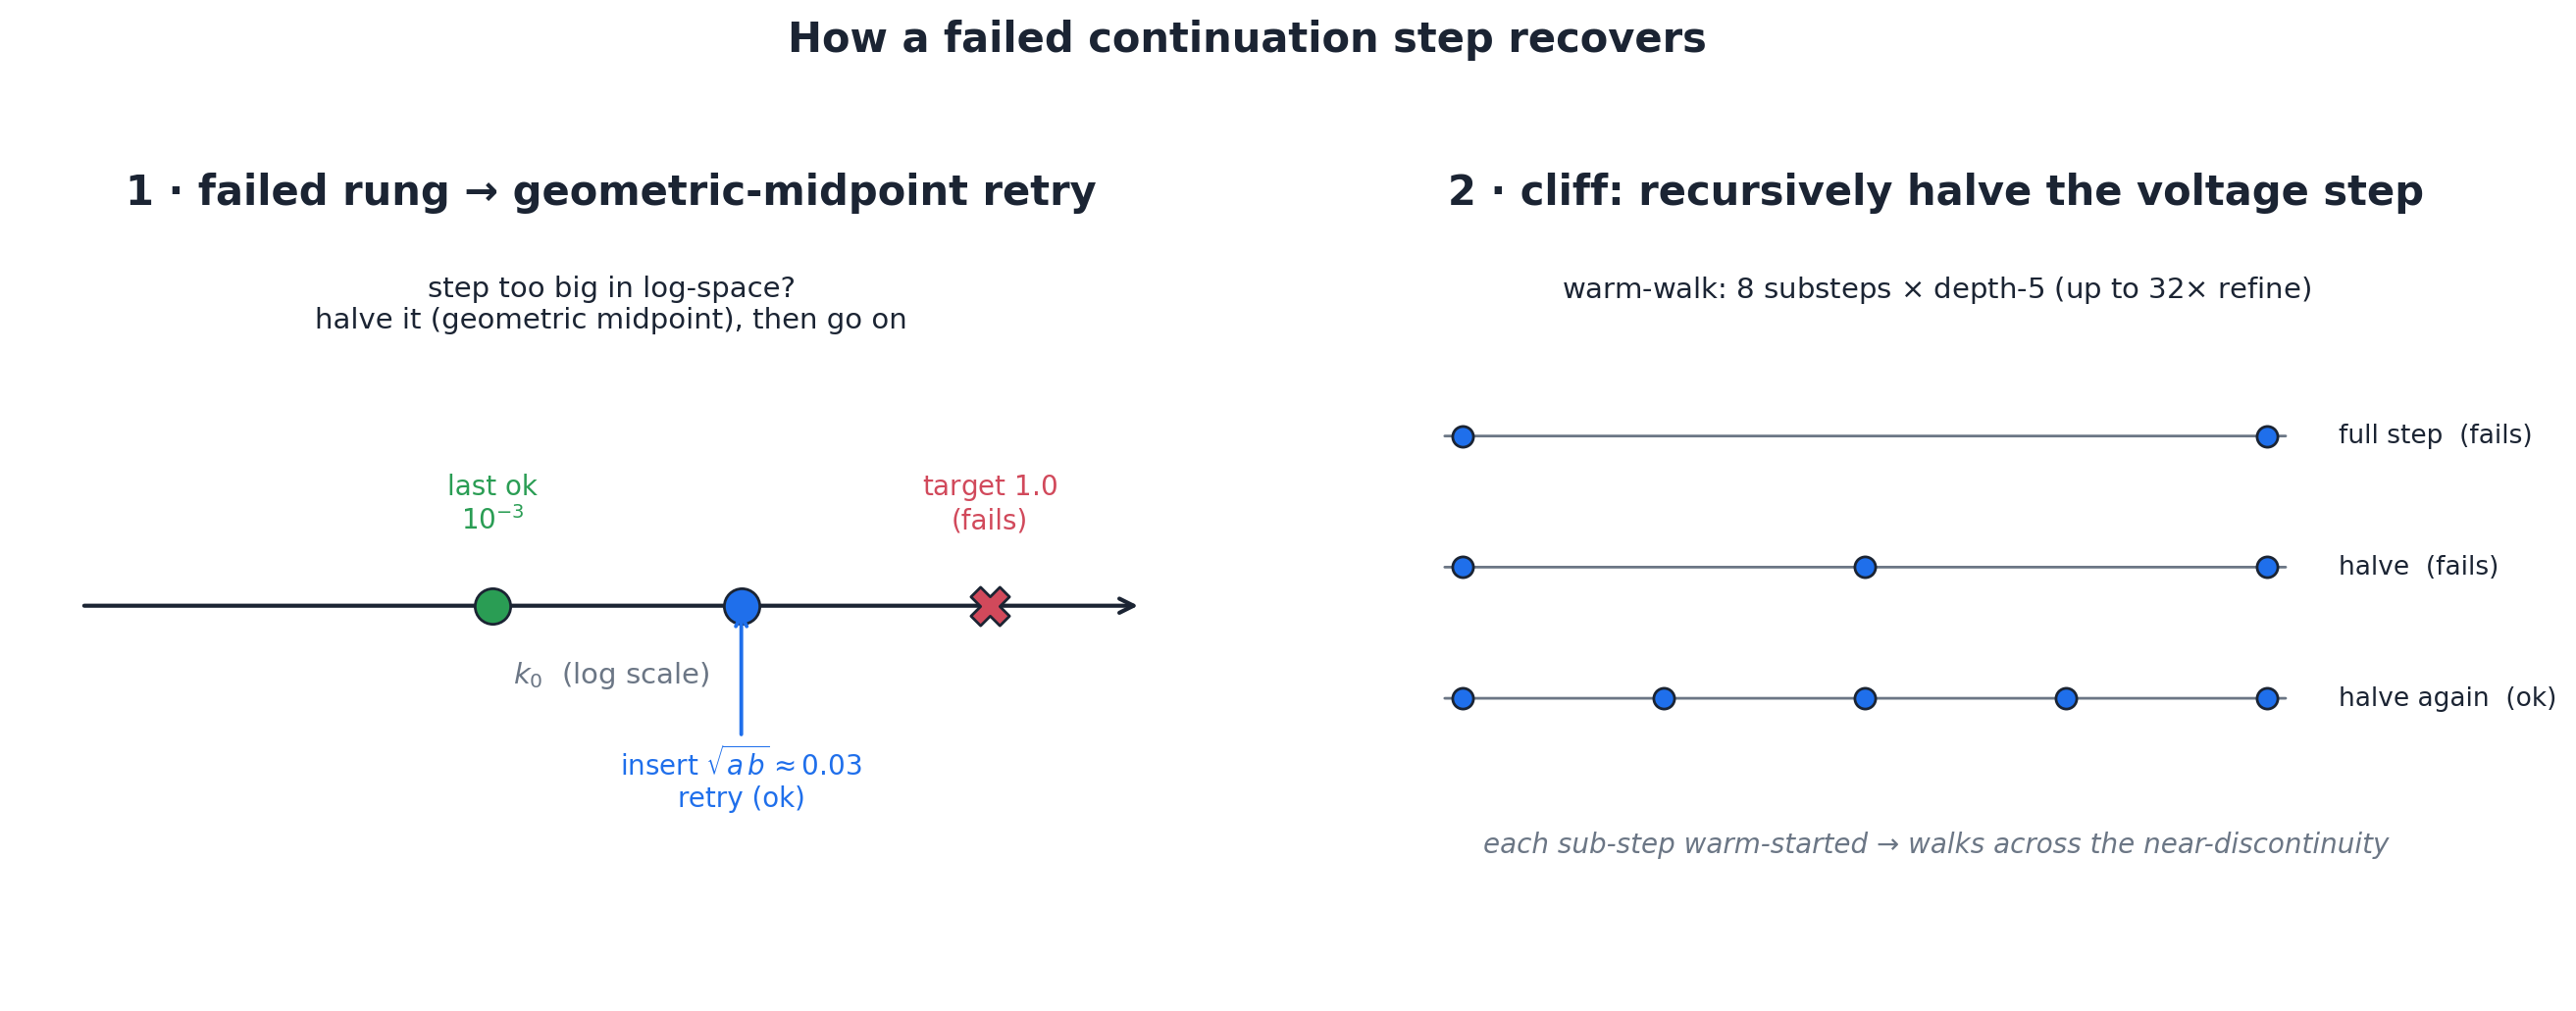 How a failed continuation step recovers
1 · failed rung → geometric-midpoint retry
step too big in log-space?
halve it (geometric midpoint), then go on
last ok
10⁻³
target 1.0
(fails)
k₀ (log scale)
insert √ab ≈ 0.03
retry (ok)
2 · cliff: recursively halve the voltage step
warm-walk: 8 substeps × depth-5 (up to 32× refine)
full step (fails)
halve (fails)
halve again (ok)
each sub-step warm-started → walks across the near-discontinuity